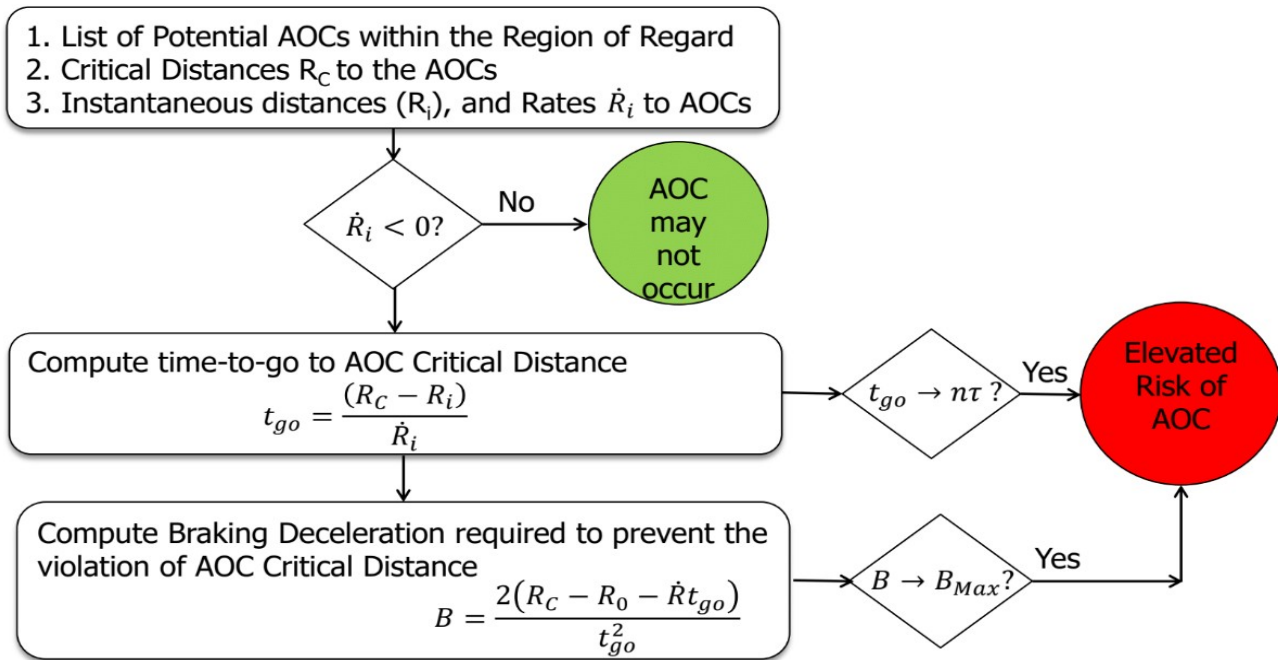 1. List of Potential AOCs within the Region of Regard
2. Critical Distances R_C to the AOCs
3. Instantaneous distances (R_i), and Rates Ṙ_i to AOCs
Ṙ_i < 0?
No
AOC
may
not
occur
Compute time-to-go to AOC Critical Distance
t_go = (R_C − R_i) / Ṙ_i
t_go → nτ ?
Yes
Elevated
Risk of
AOC
Compute Braking Deceleration required to prevent the
violation of AOC Critical Distance
B = 2(R_C − R_0 − Ṙt_go) / t_go^2
B → B_Max?
Yes